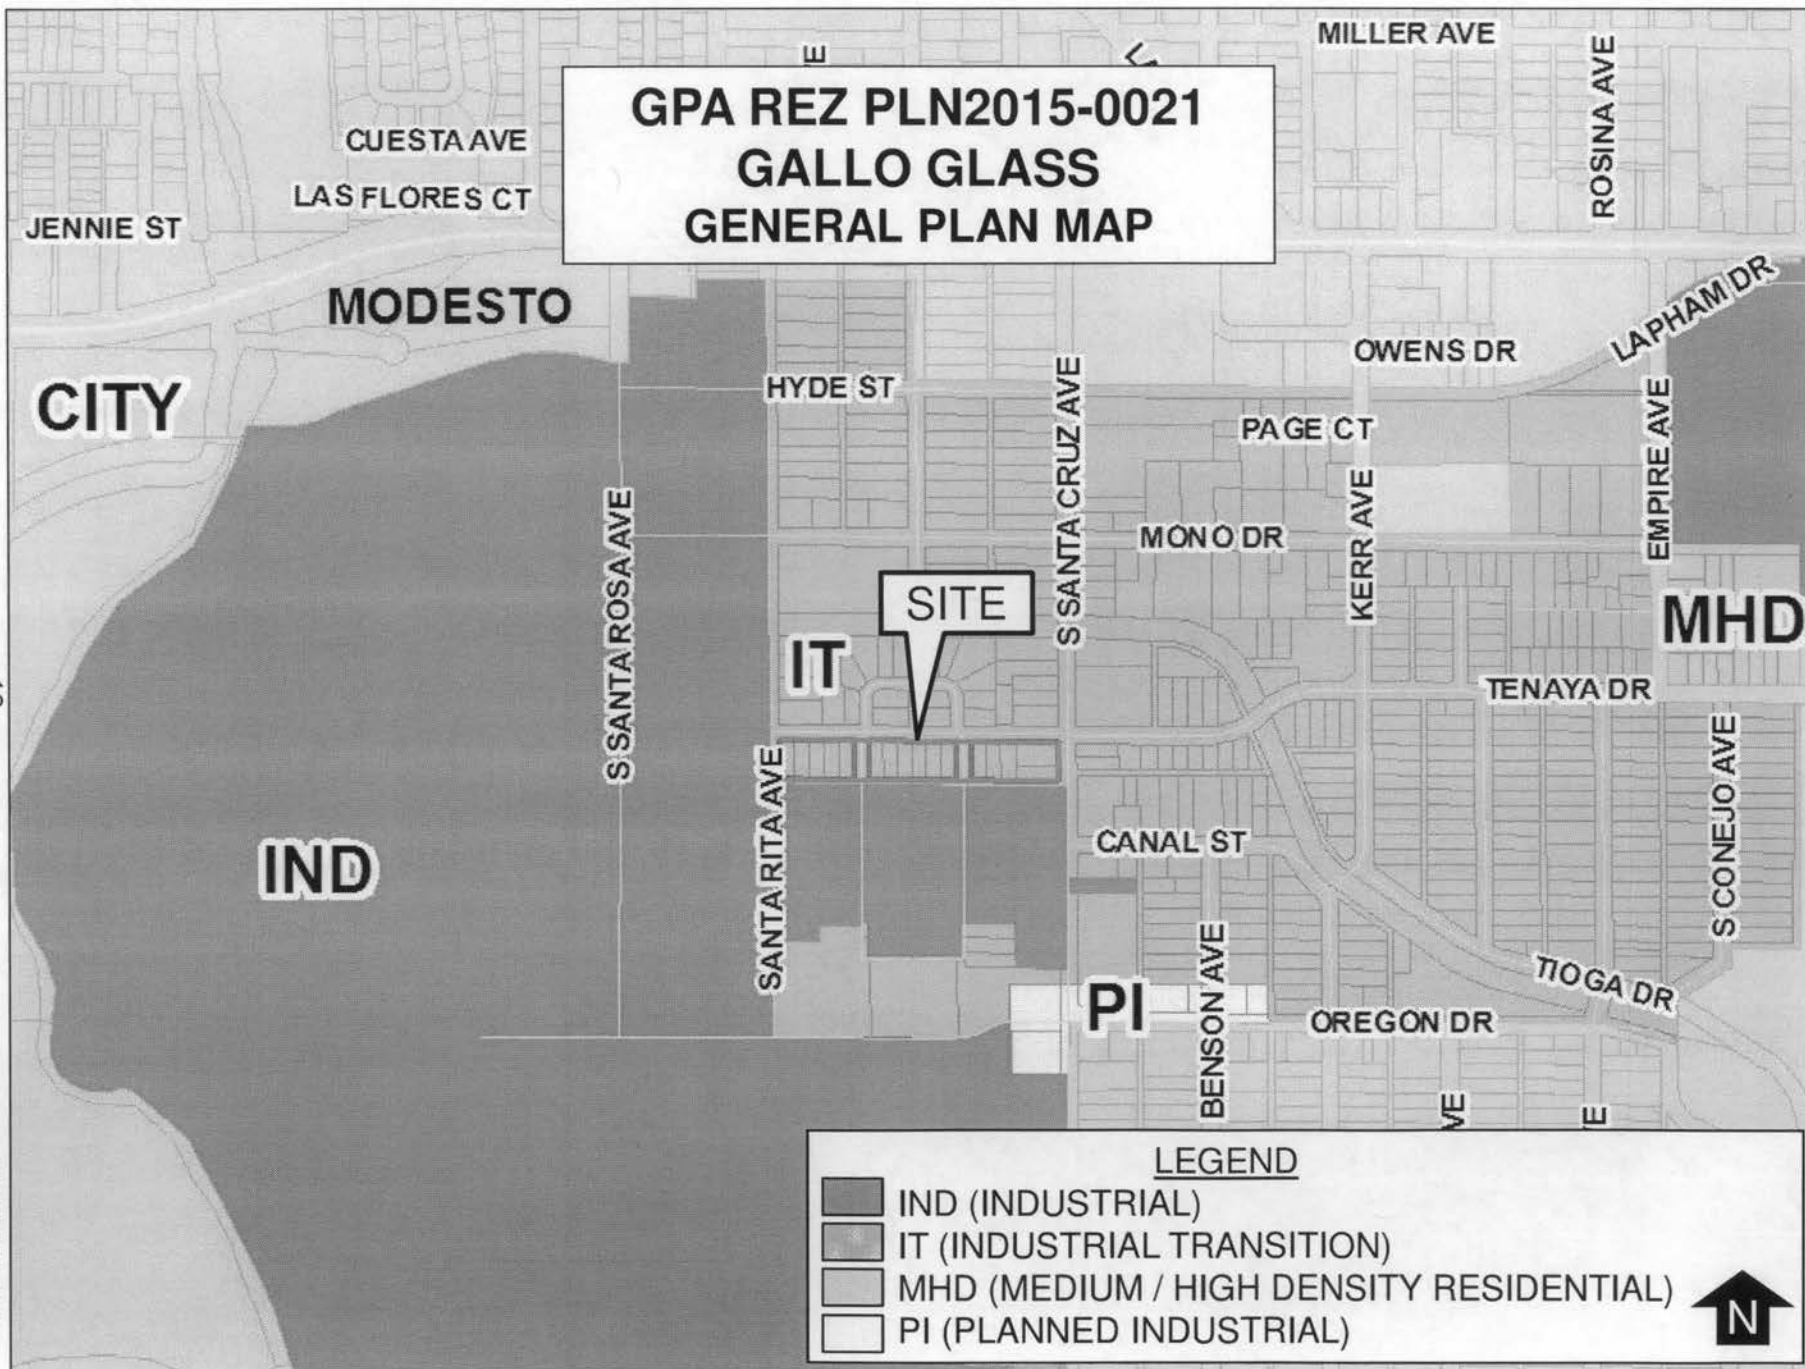 MILLER AVE
ROSINA AVE
GPA REZ PLN2015-0021
GALLO GLASS
GENERAL PLAN MAP
CUESTA AVE
LAS FLORES CT
JENNIE ST
MODESTO
CITY
LAPHAM DR
OWENS DR
HYDE ST
S SANTA CRUZ AVE
PAGE CT
EMPIRE AVE
KERR AVE
MONO DR
S SANTA ROSA AVE
SITE
MHD
IT
TENAYA DR
SANTA RITA AVE
S CONEJO AVE
CANAL ST
IND
BENSON AVE
TIOGA DR
PI
OREGON DR
LEGEND
IND (INDUSTRIAL)
IT (INDUSTRIAL TRANSITION)
MHD (MEDIUM / HIGH DENSITY RESIDENTIAL)
PI (PLANNED INDUSTRIAL)
N